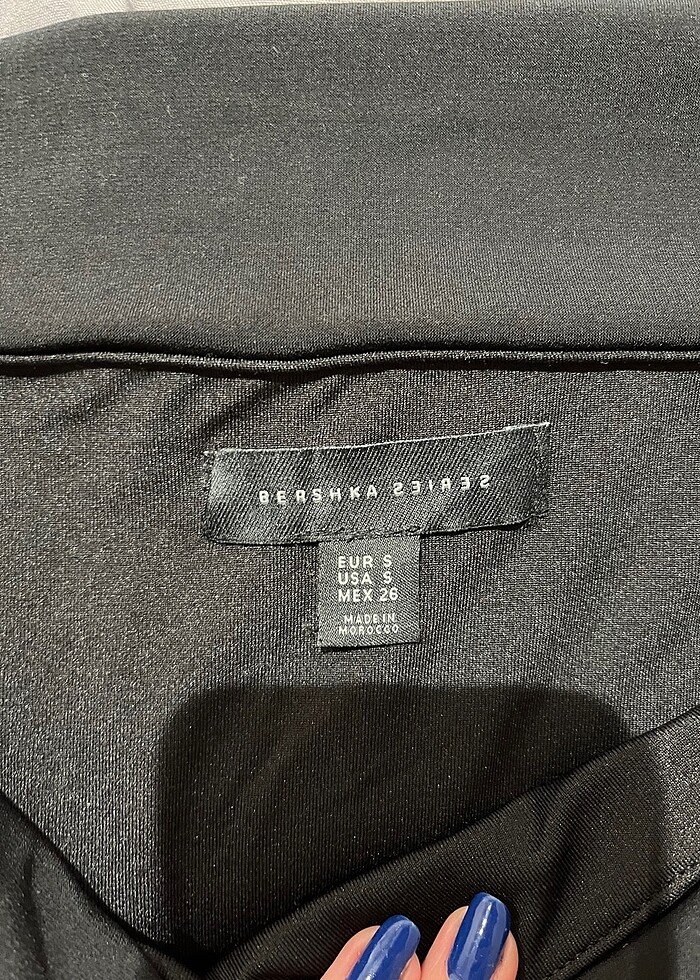 BERSHKA SERIES
EUR S
USA S
MEX 26
MADE IN
MOROCCO